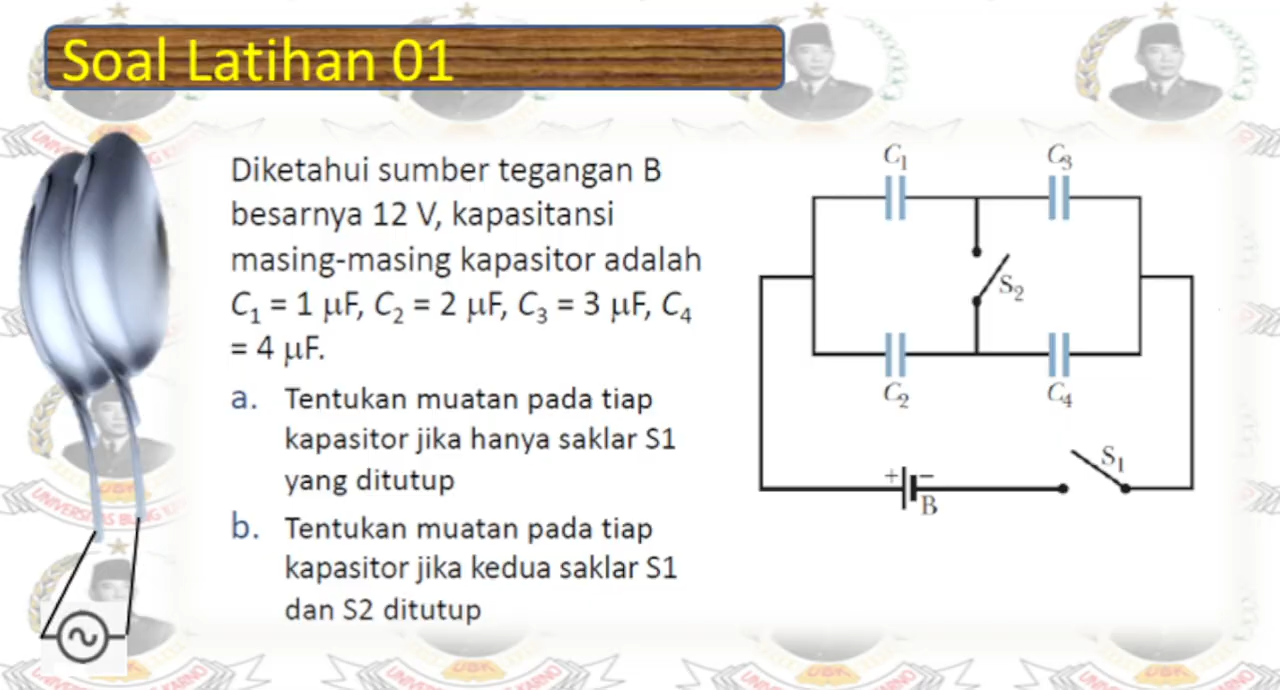 Soal Latihan 01
Diketahui sumber tegangan B
besarnya 12 V, kapasitansi
masing-masing kapasitor adalah
C₁ = 1 μF, C₂ = 2 μF, C₃ = 3 μF, C₄
= 4 μF.
a. Tentukan muatan pada tiap
kapasitor jika hanya saklar S1
yang ditutup
b. Tentukan muatan pada tiap
kapasitor jika kedua saklar S1
dan S2 ditutup
C₁ C₃
S₂
C₂ C₄
S₁
+ −
B